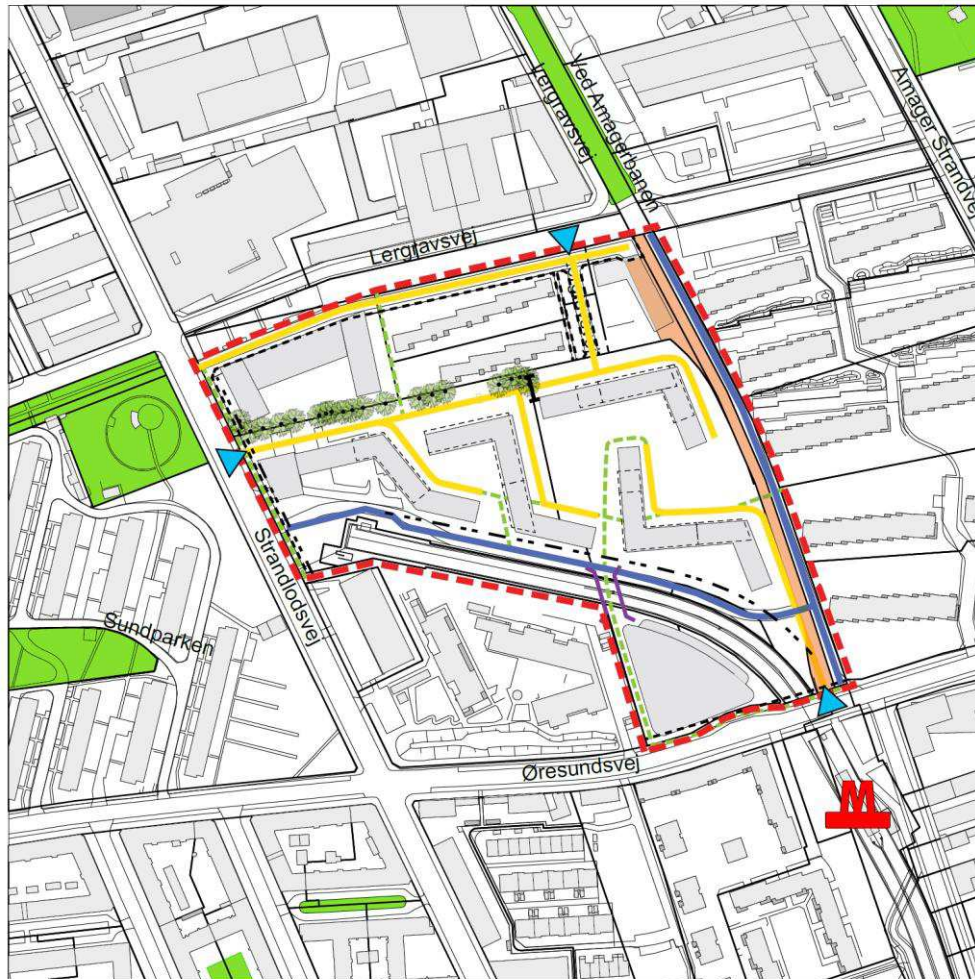 Lergravsvej
Ved Amagerbanen
Amager Strandvej
Lergravsvej
Strandlodsvej
Sundparken
Øresundsvej
M